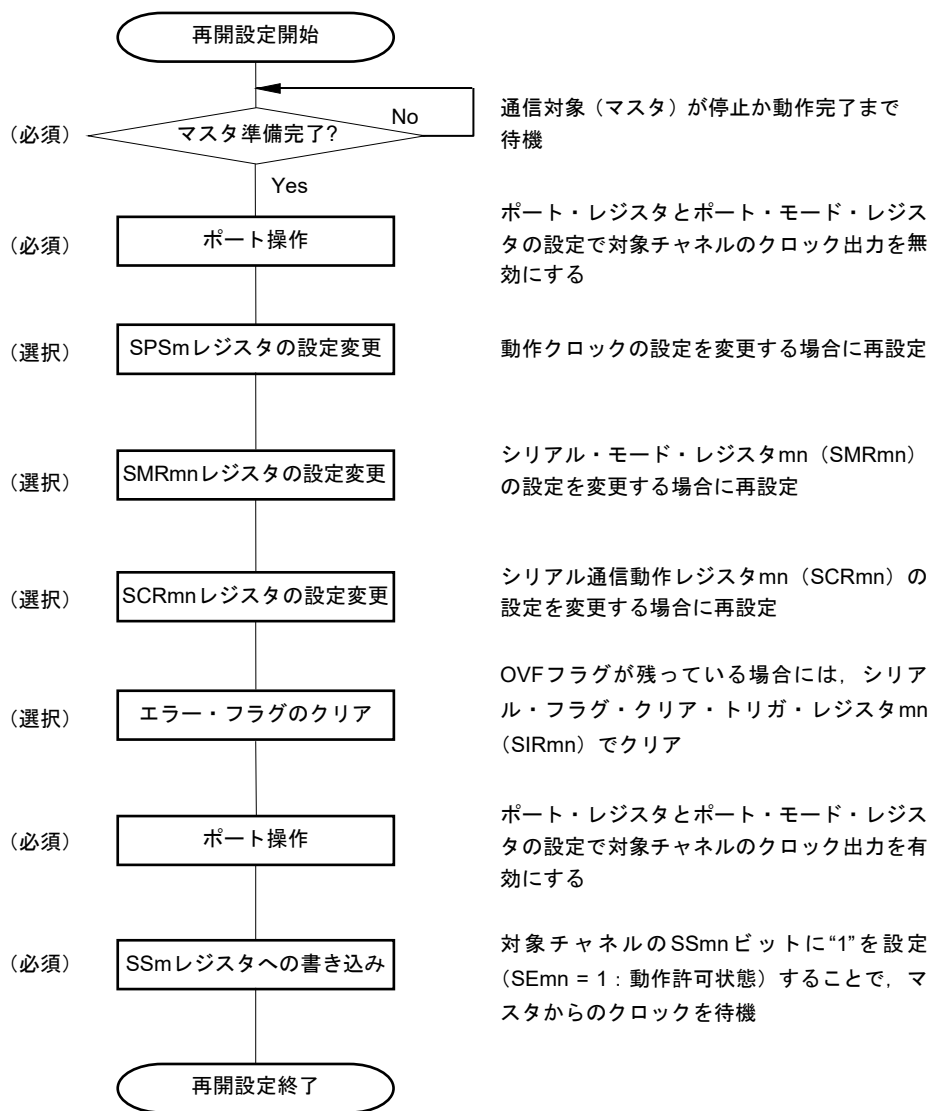 再開設定開始
(必須)
マスタ準備完了?
No
通信対象（マスタ）が停止か動作完了まで
待機
Yes
(必須)
ポート操作
ポート・レジスタとポート・モード・レジス
タの設定で対象チャネルのクロック出力を無
効にする
(選択)
SPSmレジスタの設定変更
動作クロックの設定を変更する場合に再設定
(選択)
SMRmnレジスタの設定変更
シリアル・モード・レジスタmn（SMRmn）
の設定を変更する場合に再設定
(選択)
SCRmnレジスタの設定変更
シリアル通信動作レジスタmn（SCRmn）の
設定を変更する場合に再設定
(選択)
エラー・フラグのクリア
OVFフラグが残っている場合には，シリア
ル・フラグ・クリア・トリガ・レジスタmn
（SIRmn）でクリア
(必須)
ポート操作
ポート・レジスタとポート・モード・レジス
タの設定で対象チャネルのクロック出力を有
効にする
(必須)
SSmレジスタへの書き込み
対象チャネルのSSmnビットに“1”を設定
（SEmn = 1：動作許可状態）することで，マ
スタからのクロックを待機
再開設定終了